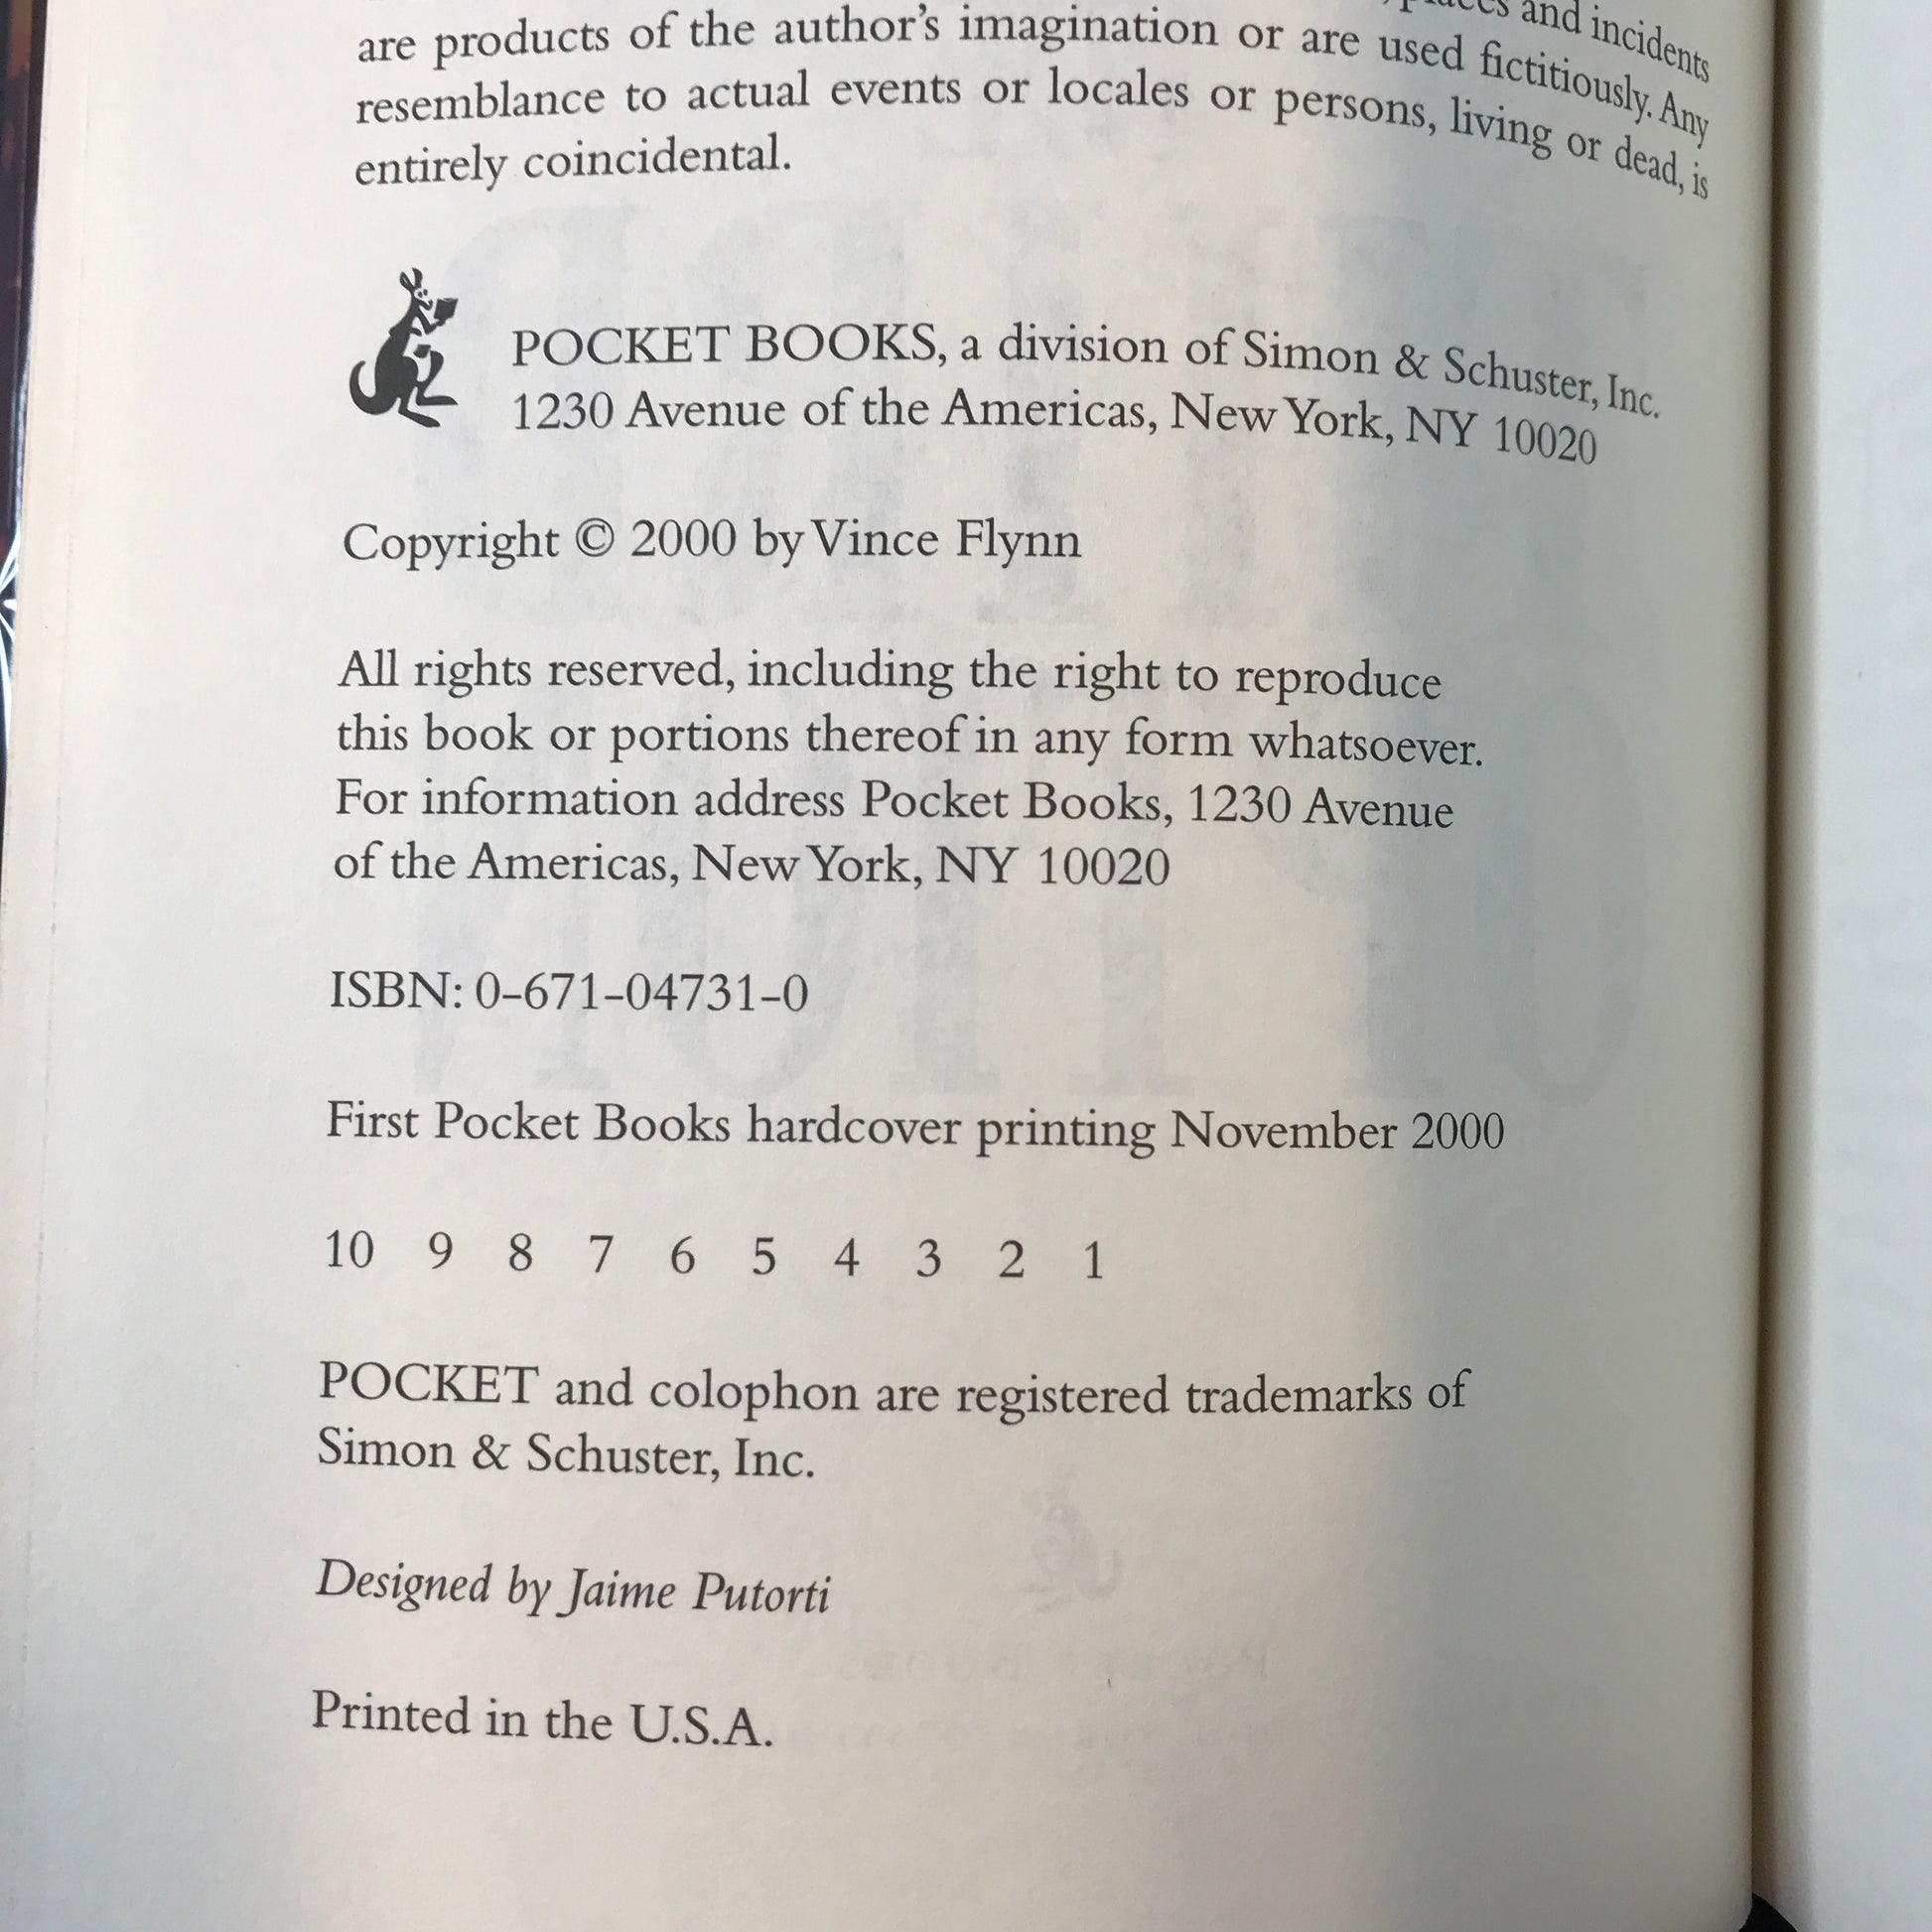 places and incidents
are products of the author's imagination or are used fictitiously. Any
resemblance to actual events or locales or persons, living or dead, is
entirely coincidental.
POCKET BOOKS, a division of Simon & Schuster, Inc.
1230 Avenue of the Americas, New York, NY 10020
Copyright © 2000 by Vince Flynn
All rights reserved, including the right to reproduce
this book or portions thereof in any form whatsoever.
For information address Pocket Books, 1230 Avenue
of the Americas, New York, NY 10020
ISBN: 0-671-04731-0
First Pocket Books hardcover printing November 2000
10 9 8 7 6 5 4 3 2 1
POCKET and colophon are registered trademarks of
Simon & Schuster, Inc.
Designed by Jaime Putorti
Printed in the U.S.A.